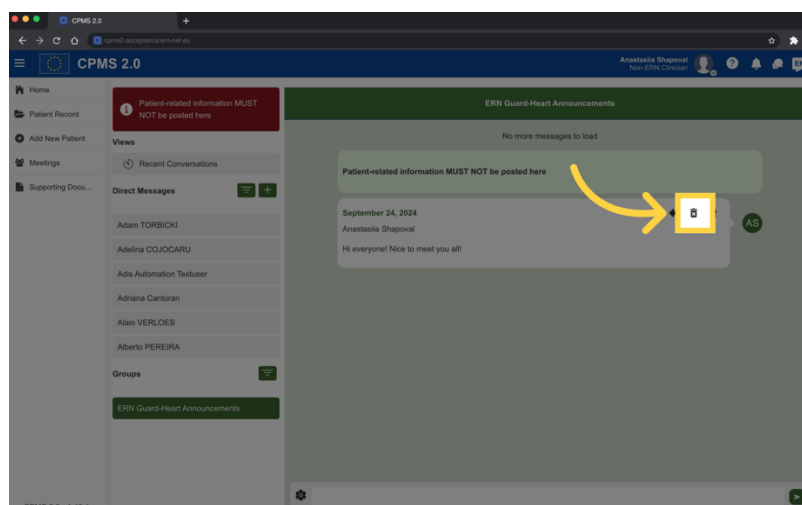 CPMS 2.0
cpms2-acceptance.ern-net.eu
CPMS 2.0
Anastasiia Shapoval
Non-ERN Clinician
Home
Patient Record
Add New Patient
Meetings
Supporting Docu...
Patient-related information MUST
NOT be posted here
Views
Recent Conversations
Direct Messages
Adam TORBICKI
Adelina COJOCARU
Adis Automation Testuser
Adriana Cantoran
Alain VERLOES
Alberto PEREIRA
Groups
ERN Guard-Heart Announcements
ERN Guard-Heart Announcements
No more messages to load
Patient-related information MUST NOT be posted here
September 24, 2024
Anastasiia Shapoval
Hi everyone! Nice to meet you all!
AS